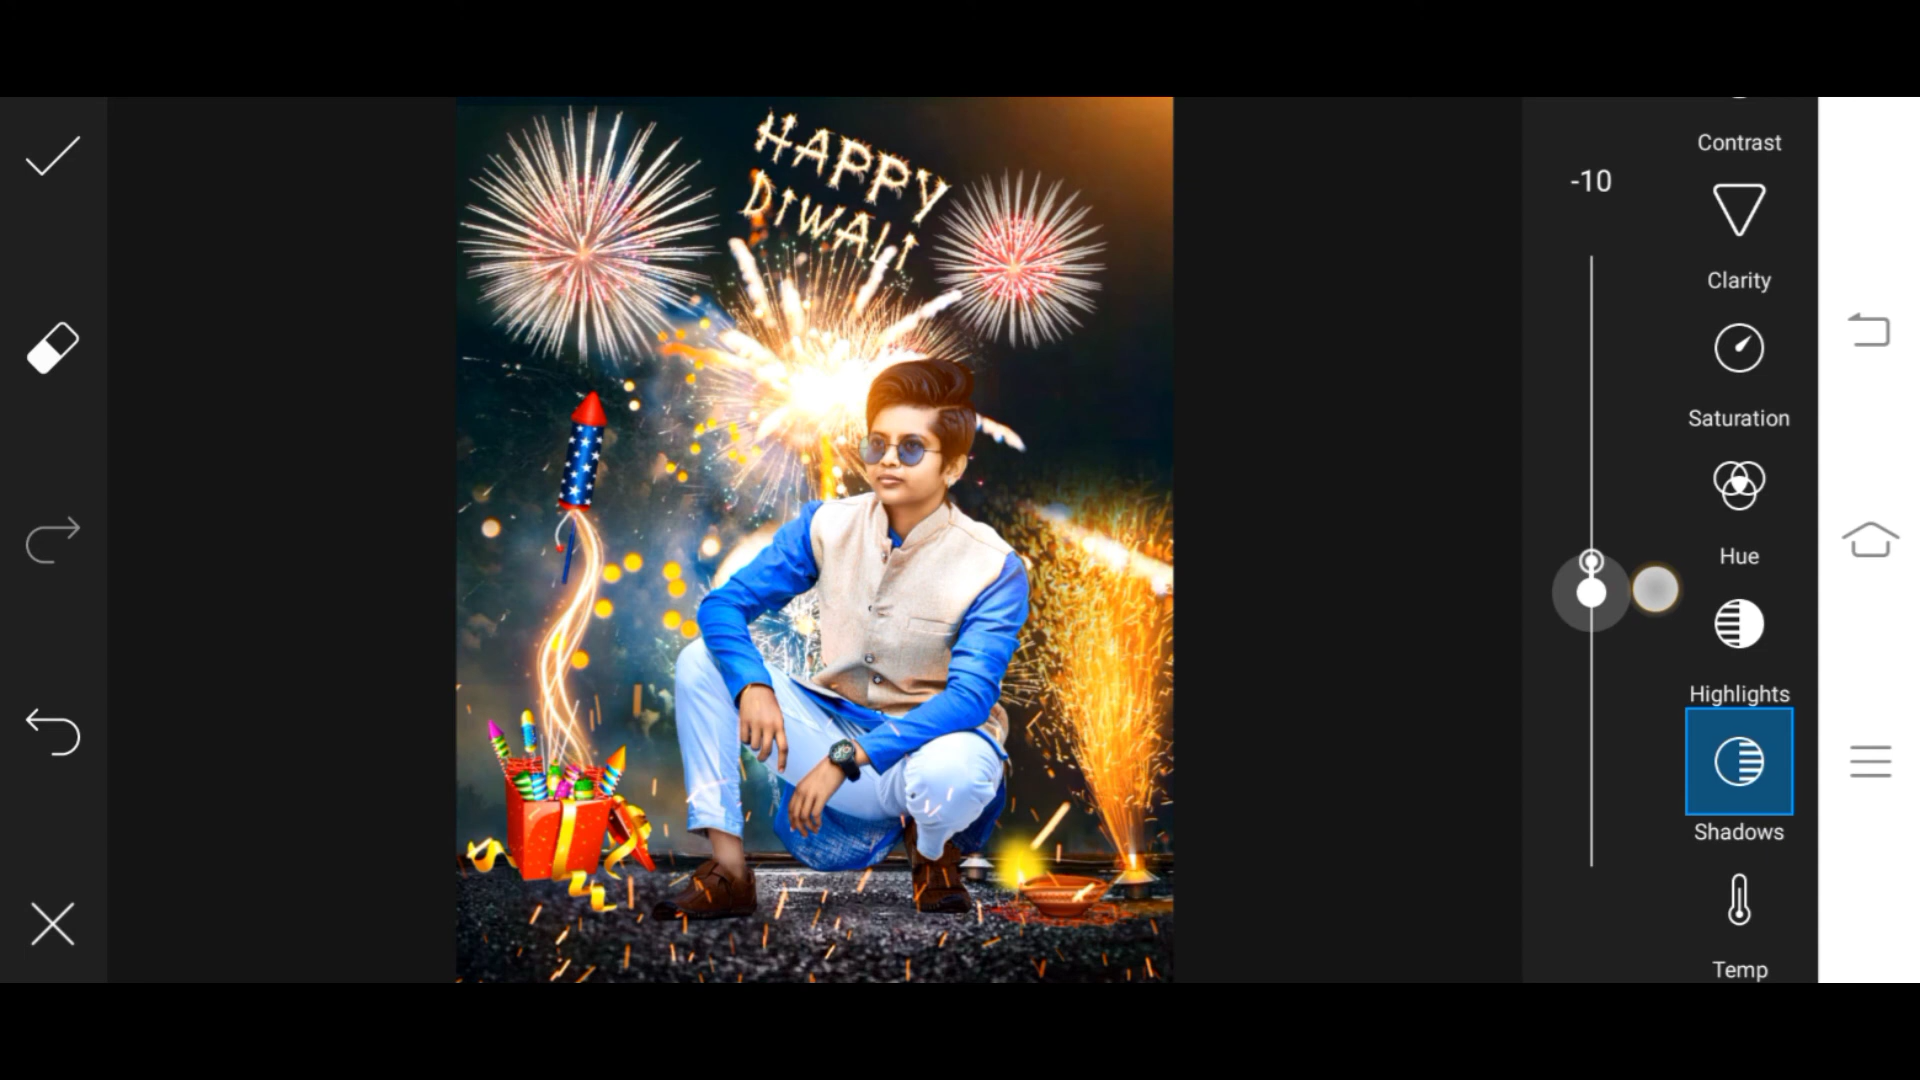 HAPPY
DIWALI
-10
Contrast
Clarity
Saturation
Hue
Highlights
Shadows
Temp